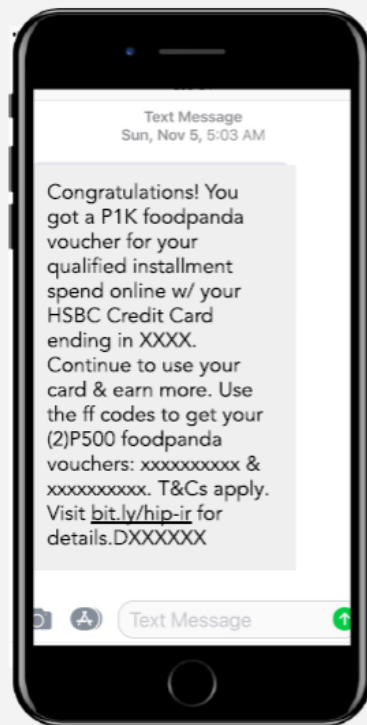 Text Message
Sun, Nov 5, 5:03 AM
Congratulations! You
got a P1K foodpanda
voucher for your
qualified installment
spend online w/ your
HSBC Credit Card
ending in XXXX.
Continue to use your
card & earn more. Use
the ff codes to get your
(2)P500 foodpanda
vouchers: xxxxxxxxxx &
xxxxxxxxxx. T&Cs apply.
Visit bit.ly/hip-ir for
details.DXXXXXX
Text Message